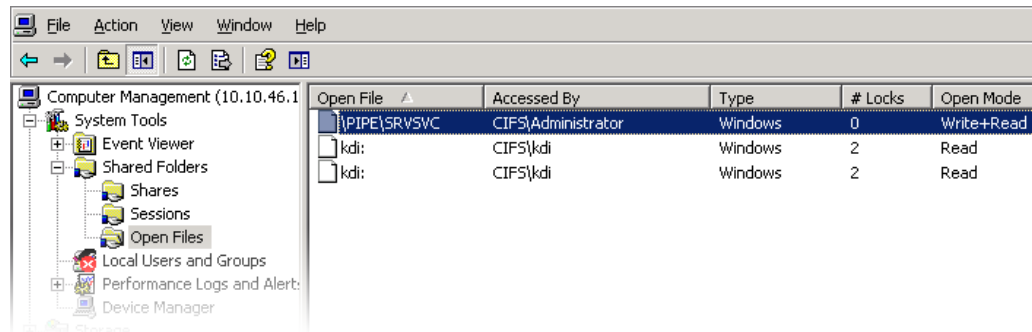 File Action View Window Help
Computer Management (10.10.46.1
System Tools
Event Viewer
Shared Folders
Shares
Sessions
Open Files
Local Users and Groups
Performance Logs and Alert
Device Manager
Storage
Open File Accessed By Type # Locks Open Mode
\PIPE\SRVSVC CIFS\Administrator Windows 0 Write+Read
kdi: CIFS\kdi Windows 2 Read
kdi: CIFS\kdi Windows 2 Read